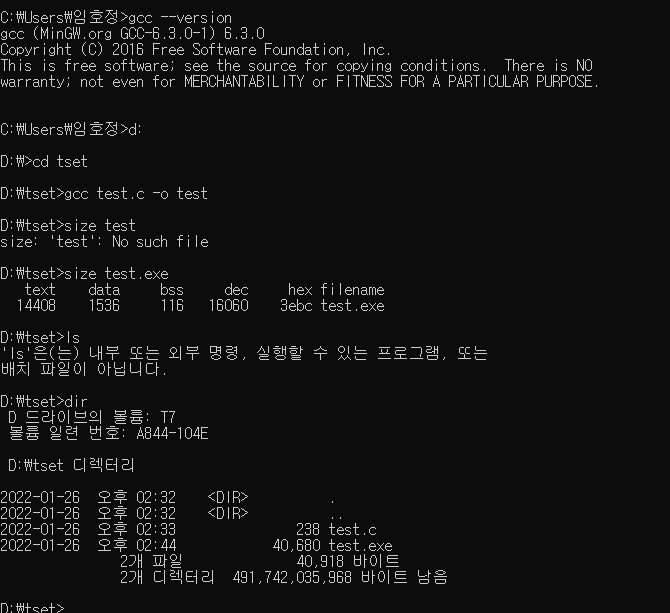 C:\Users\임호정>gcc --version
gcc (MinGW.org GCC-6.3.0-1) 6.3.0
Copyright (C) 2016 Free Software Foundation, Inc.
This is free software; see the source for copying conditions.  There is NO
warranty; not even for MERCHANTABILITY or FITNESS FOR A PARTICULAR PURPOSE.
C:₩Users₩임호정>d:
D:₩>cd tset
D:₩tset>gcc test.c -o test
D:₩tset>size test
size: 'test': No such file
D:₩tset>size test.exe
text    data     bss     dec     hex filename
14408    1536     116   16060    3ebc test.exe
D:₩tset>ls
'ls'은(는) 내부 또는 외부 명령, 실행할 수 있는 프로그램, 또는
배치 파일이 아닙니다.
D:₩tset>dir
D 드라이브의 볼륨: T7
볼륨 일련 번호: A844-104E
D:₩tset 디렉터리
2022-01-26  오후 02:32    <DIR>          .
2022-01-26  오후 02:32    <DIR>          ..
2022-01-26  오후 02:33               238 test.c
2022-01-26  오후 02:44            40,680 test.exe
2개 파일              40,918 바이트
2개 디렉터리  491,742,035,968 바이트 남음
D:₩tset>